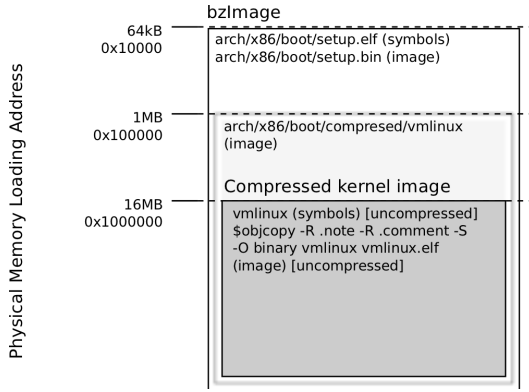 bzImage
64kB
0x10000
arch/x86/boot/setup.elf (symbols)
arch/x86/boot/setup.bin (image)
Physical Memory Loading Address
1MB
0x100000
arch/x86/boot/compresed/vmlinux
(image)
Compressed kernel image
16MB
0x1000000
vmlinux (symbols) [uncompressed]
$objcopy -R .note -R .comment -S
-O binary vmlinux vmlinux.elf
(image) [uncompressed]